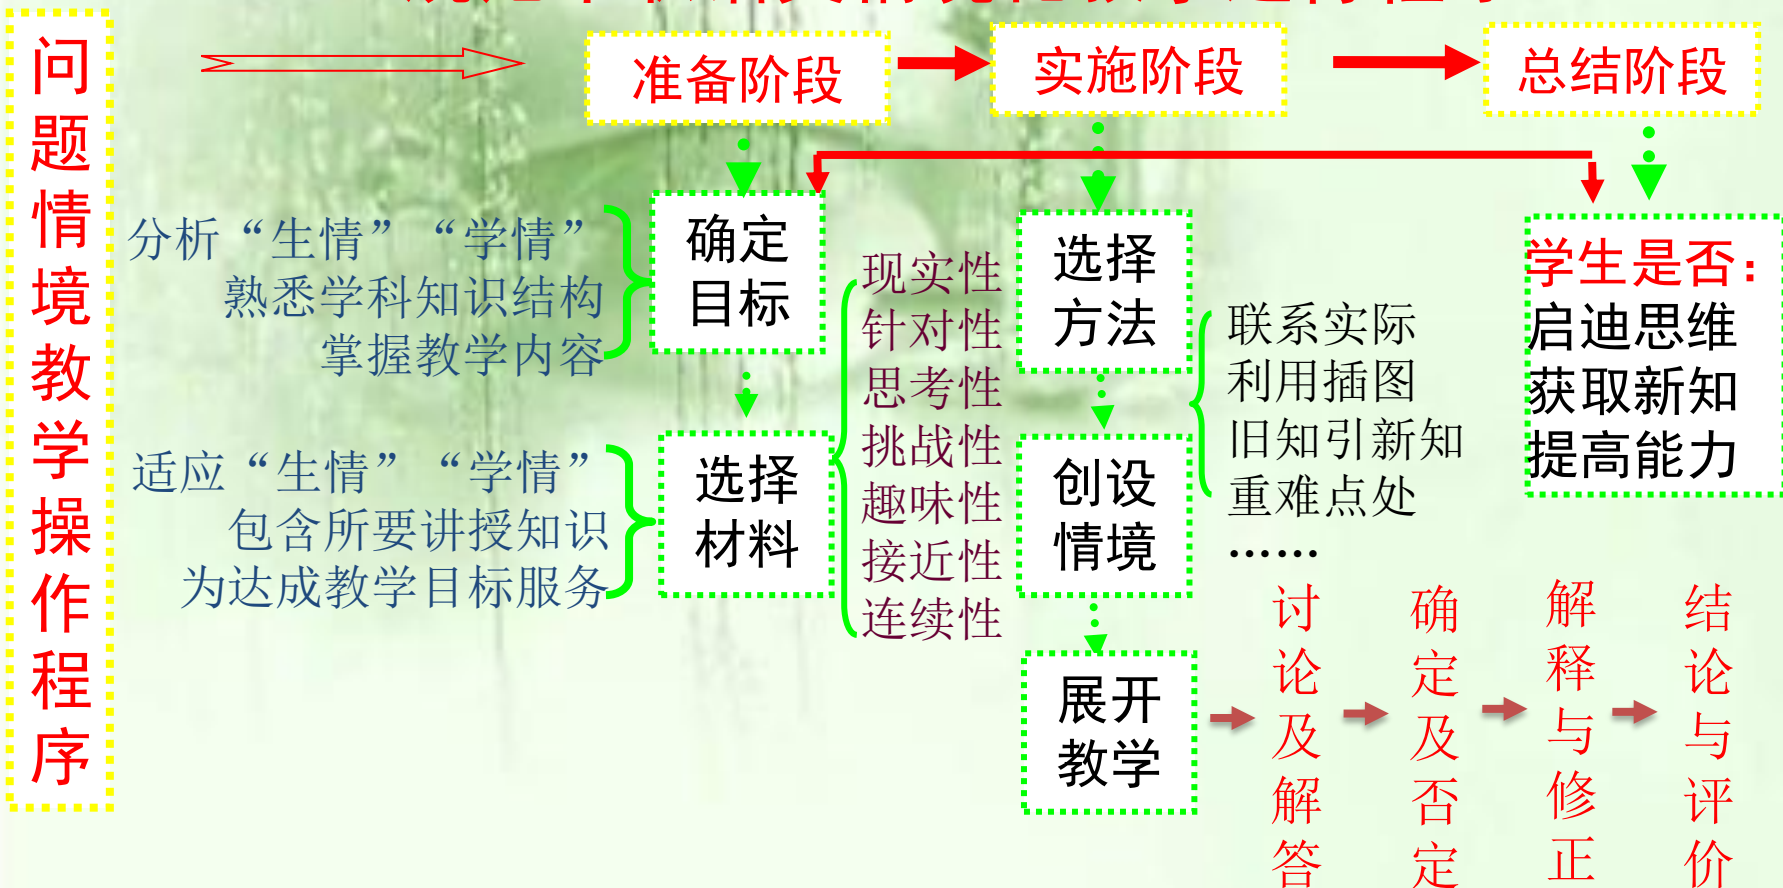 问题情境教学操作程序
准备阶段
实施阶段
总结阶段
分析“生情”“学情”
熟悉学科知识结构
掌握教学内容
确定
目标
适应“生情”“学情”
包含所要讲授知识
为达成教学目标服务
选择
材料
现实性
针对性
思考性
挑战性
趣味性
接近性
连续性
选择
方法
联系实际
利用插图
旧知引新知
重难点处
……
创设
情境
展开
教学
讨论及解答
确定及否定
解释与修正
结论与评价
学生是否：
启迪思维
获取新知
提高能力